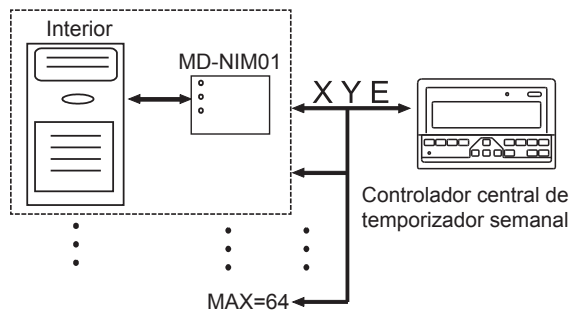 Interior
MD-NIM01
X Y E
Controlador central de
temporizador semanal
MAX=64